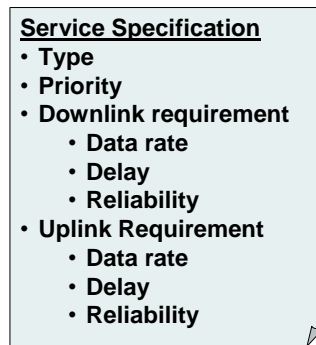 Service Specification
• Type
• Priority
• Downlink requirement
• Data rate
• Delay
• Reliability
• Uplink Requirement
• Data rate
• Delay
• Reliability